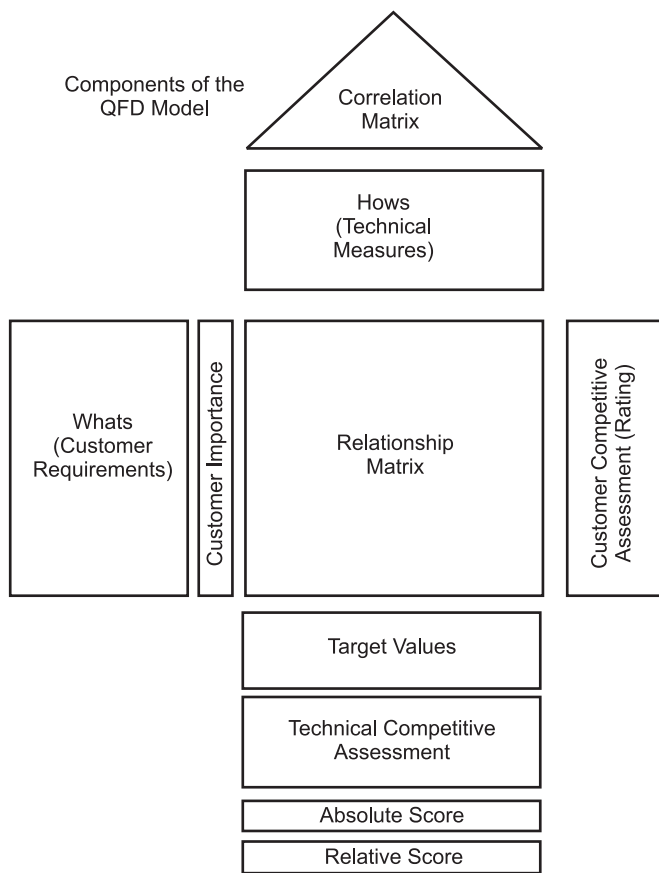 Components of the
QFD Model
Correlation
Matrix
Hows
(Technical
Measures)
Whats
(Customer
Requirements)
Customer Importance
Relationship
Matrix
Customer Competitive
Assessment (Rating)
Target Values
Technical Competitive
Assessment
Absolute Score
Relative Score